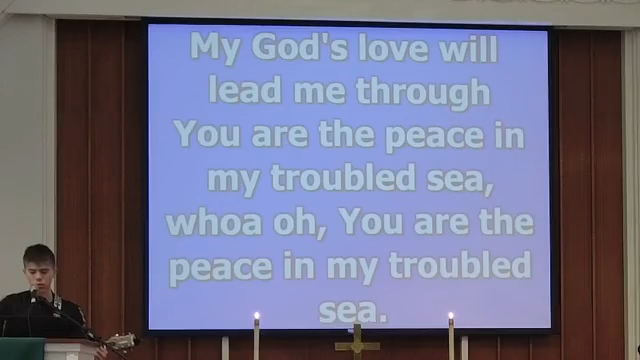 My God's love will
lead me through
You are the peace in
my troubled sea,
whoa oh, You are the
peace in my troubled
sea.